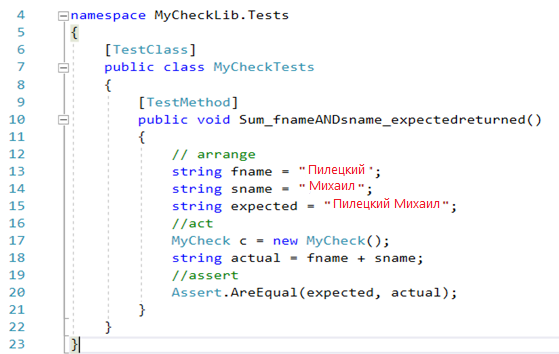 4 namespace MyCheckLib.Tests
5 {
6 [TestClass]
7 public class MyCheckTests
8 {
9 [TestMethod]
10 public void Sum_fnameANDsname_expectedreturned()
11 {
12 // arrange
13 string fname = "Пилецкий";
14 string sname = " Михаил";
15 string expected = "Пилецкий Михаил";
16 //act
17 MyCheck c = new MyCheck();
18 string actual = fname + sname;
19 //assert
20 Assert.AreEqual(expected, actual);
21 }
22 }
23 }